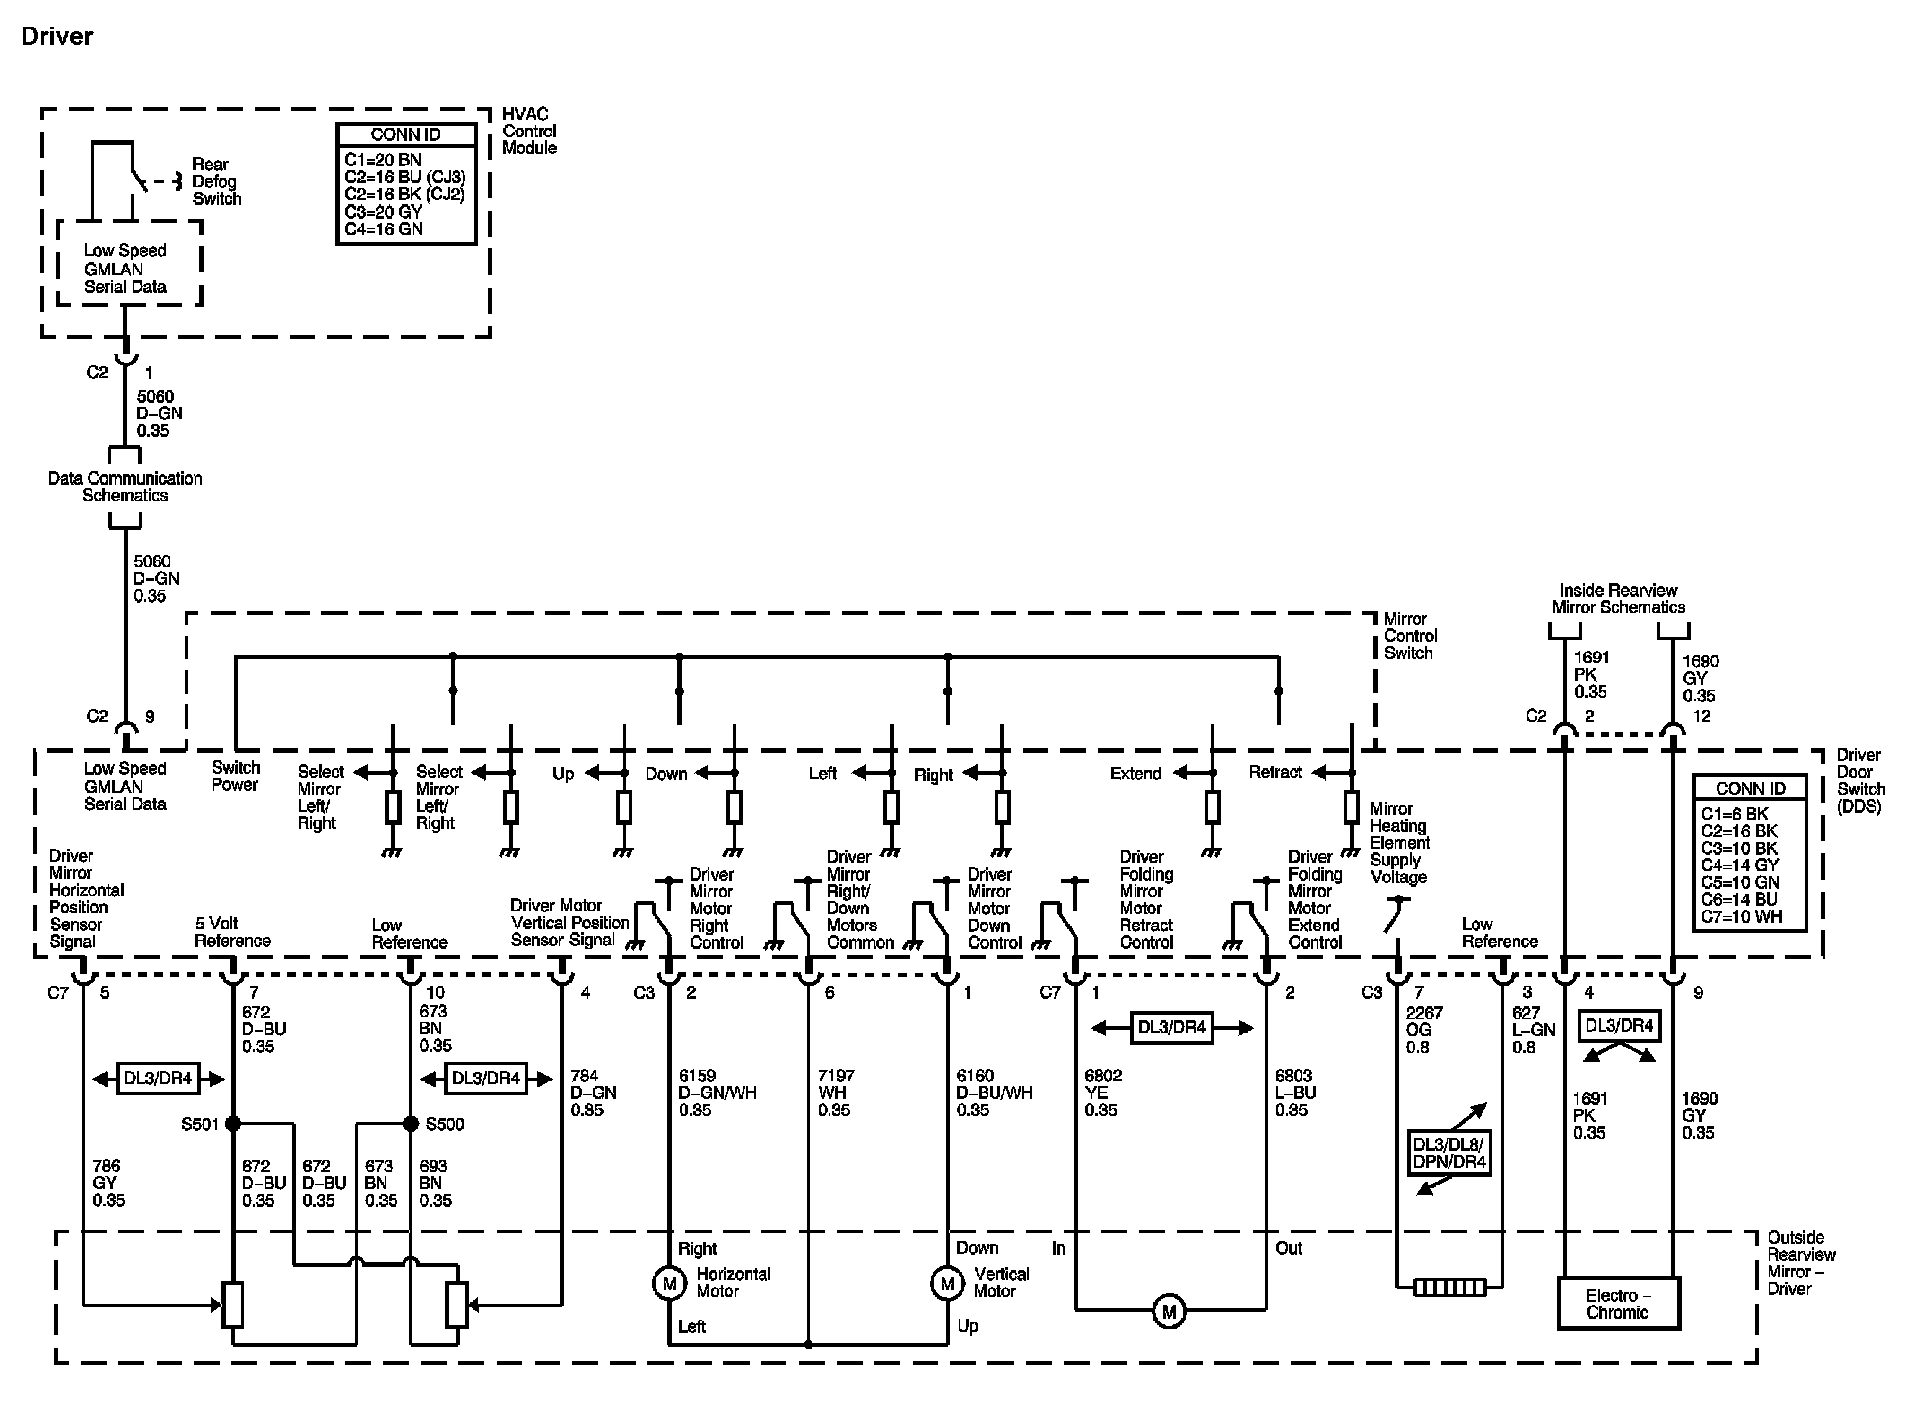 Driver
HVAC
Control
Module
CONN ID
C1=20 BN
C2=16 BU (CJ3)
C2=16 BK (CJ2)
C3=20 GY
C4=16 GN
Rear
Defog
Switch
Low Speed
GMLAN
Serial Data
C2 1
5060
D-GN
0.35
Data Communication
Schematics
5060
D-GN
0.35
C2 9
Mirror
Control
Switch
Inside Rearview
Mirror Schematics
1691
PK
0.35
1690
GY
0.35
C2 2 12
Low Speed
GMLAN
Serial Data
Switch
Power
Select
Mirror
Left/
Right
Select
Mirror
Left/
Right
Up
Down
Left
Right
Extend
Retract
Driver
Door
Switch
(DDS)
CONN ID
C1=6 BK
C2=16 BK
C3=10 BK
C4=14 GY
C5=10 GN
C6=14 BU
C7=10 WH
Driver
Mirror
Horizontal
Position
Sensor
Signal
5 Volt
Reference
Low
Reference
Driver Motor
Vertical Position
Sensor Signal
Driver
Mirror
Motor
Right
Control
Driver
Mirror
Right/
Down
Motors
Common
Driver
Mirror
Motor
Down
Control
Driver
Folding
Mirror
Motor
Retract
Control
Driver
Folding
Mirror
Motor
Extend
Control
Mirror
Heating
Element
Supply
Voltage
Low
Reference
C7 5 7 10 4 C3 2 6 1 C7 1 2 C3 7 3 4 9
672
D-BU
0.35
673
BN
0.35
DL3/DR4
DL3/DR4
784
D-GN
0.35
6159
D-GN/WH
0.35
7197
WH
0.35
6160
D-BU/WH
0.35
DL3/DR4
6802
YE
0.35
6803
L-BU
0.35
2267
OG
0.8
627
L-GN
0.8
DL3/DR4
DL3/DL8/
DPN/DR4
1691
PK
0.35
1690
GY
0.35
S501
S500
786
GY
0.35
672
D-BU
0.35
672
D-BU
0.35
673
BN
0.35
693
BN
0.35
Right
M
Horizontal
Motor
Left
Down
M
Vertical
Motor
Up
In
Out
M
Electro-
Chromic
Outside
Rearview
Mirror-
Driver